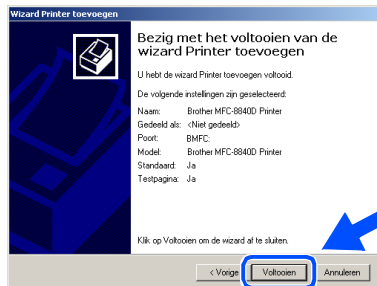 Wizard Printer toevoegen
Bezig met het voltooien van de
wizard Printer toevoegen
U hebt de wizard Printer toevoegen voltooid.
De volgende instellingen zijn geselecteerd:
Naam: Brother MFC-8840D Printer
Gedeeld als: <Niet gedeeld>
Poort: BMFC:
Model: Brother MFC-8840D Printer
Standaard: Ja
Testpagina: Ja
Klik op Voltooien om de wizard af te sluiten.
< Vorige Voltooien Annuleren